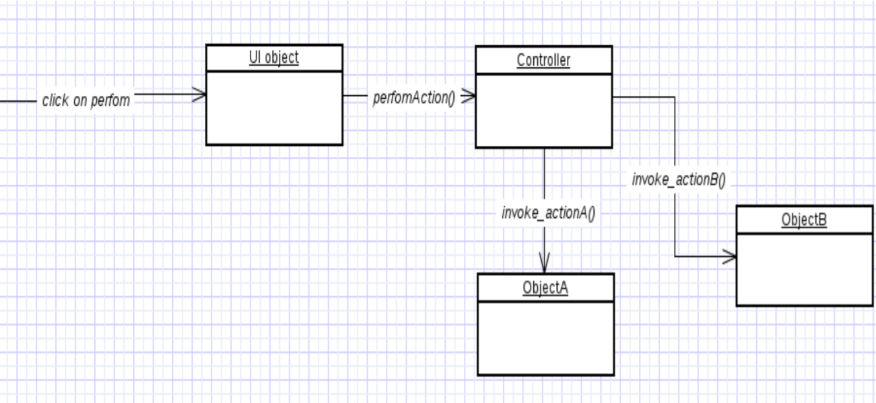 UI object
Controller
click on perfom
perfomAction()
invoke_actionB()
invoke_actionA()
ObjectB
ObjectA